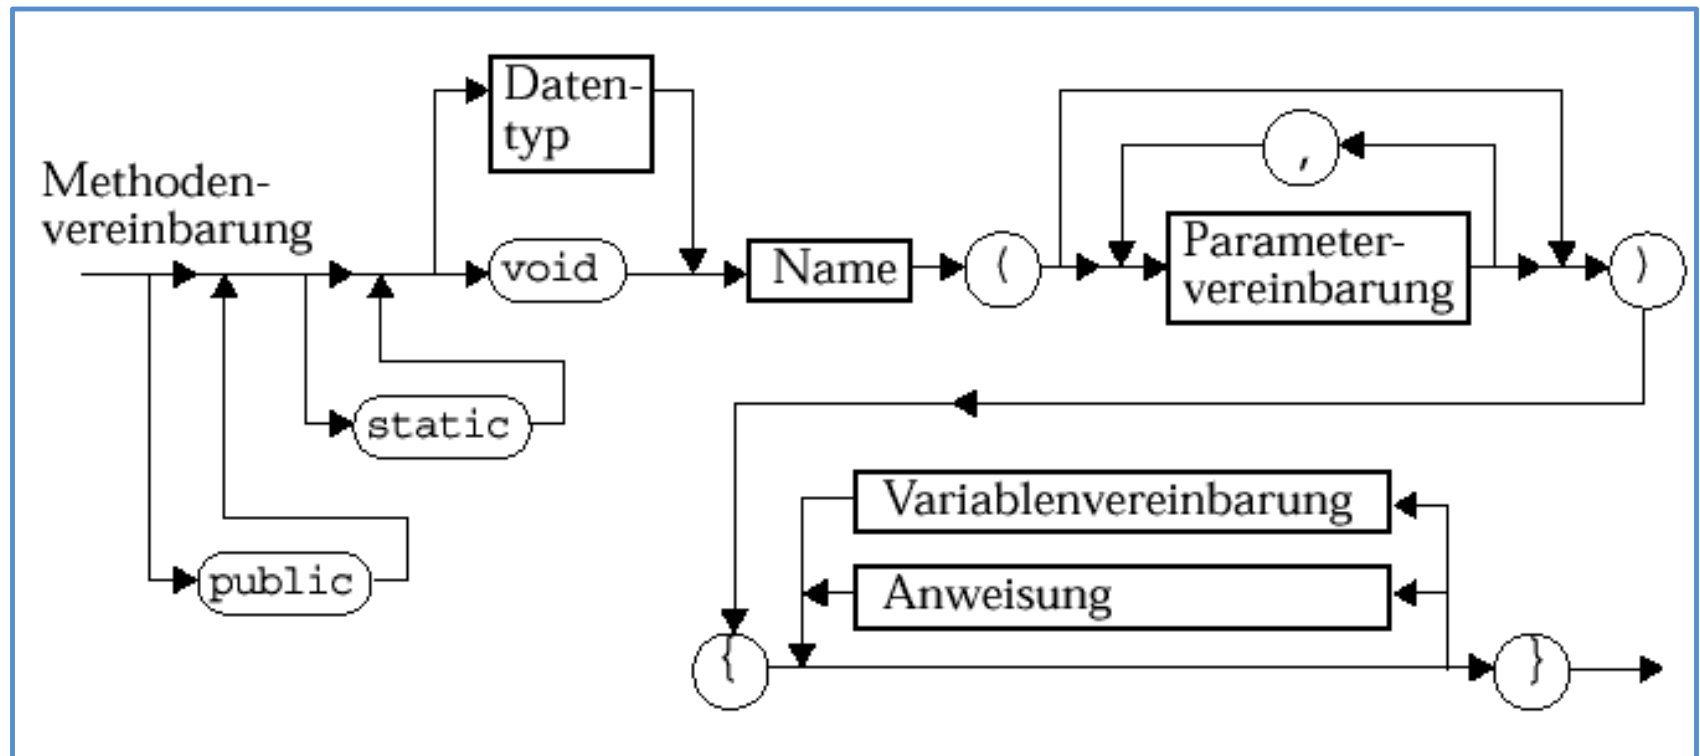 Daten-
typ
Methoden-
vereinbarung
,
void
Name
(
Parameter-
vereinbarung
)
static
public
Variablenvereinbarung
Anweisung
{
}